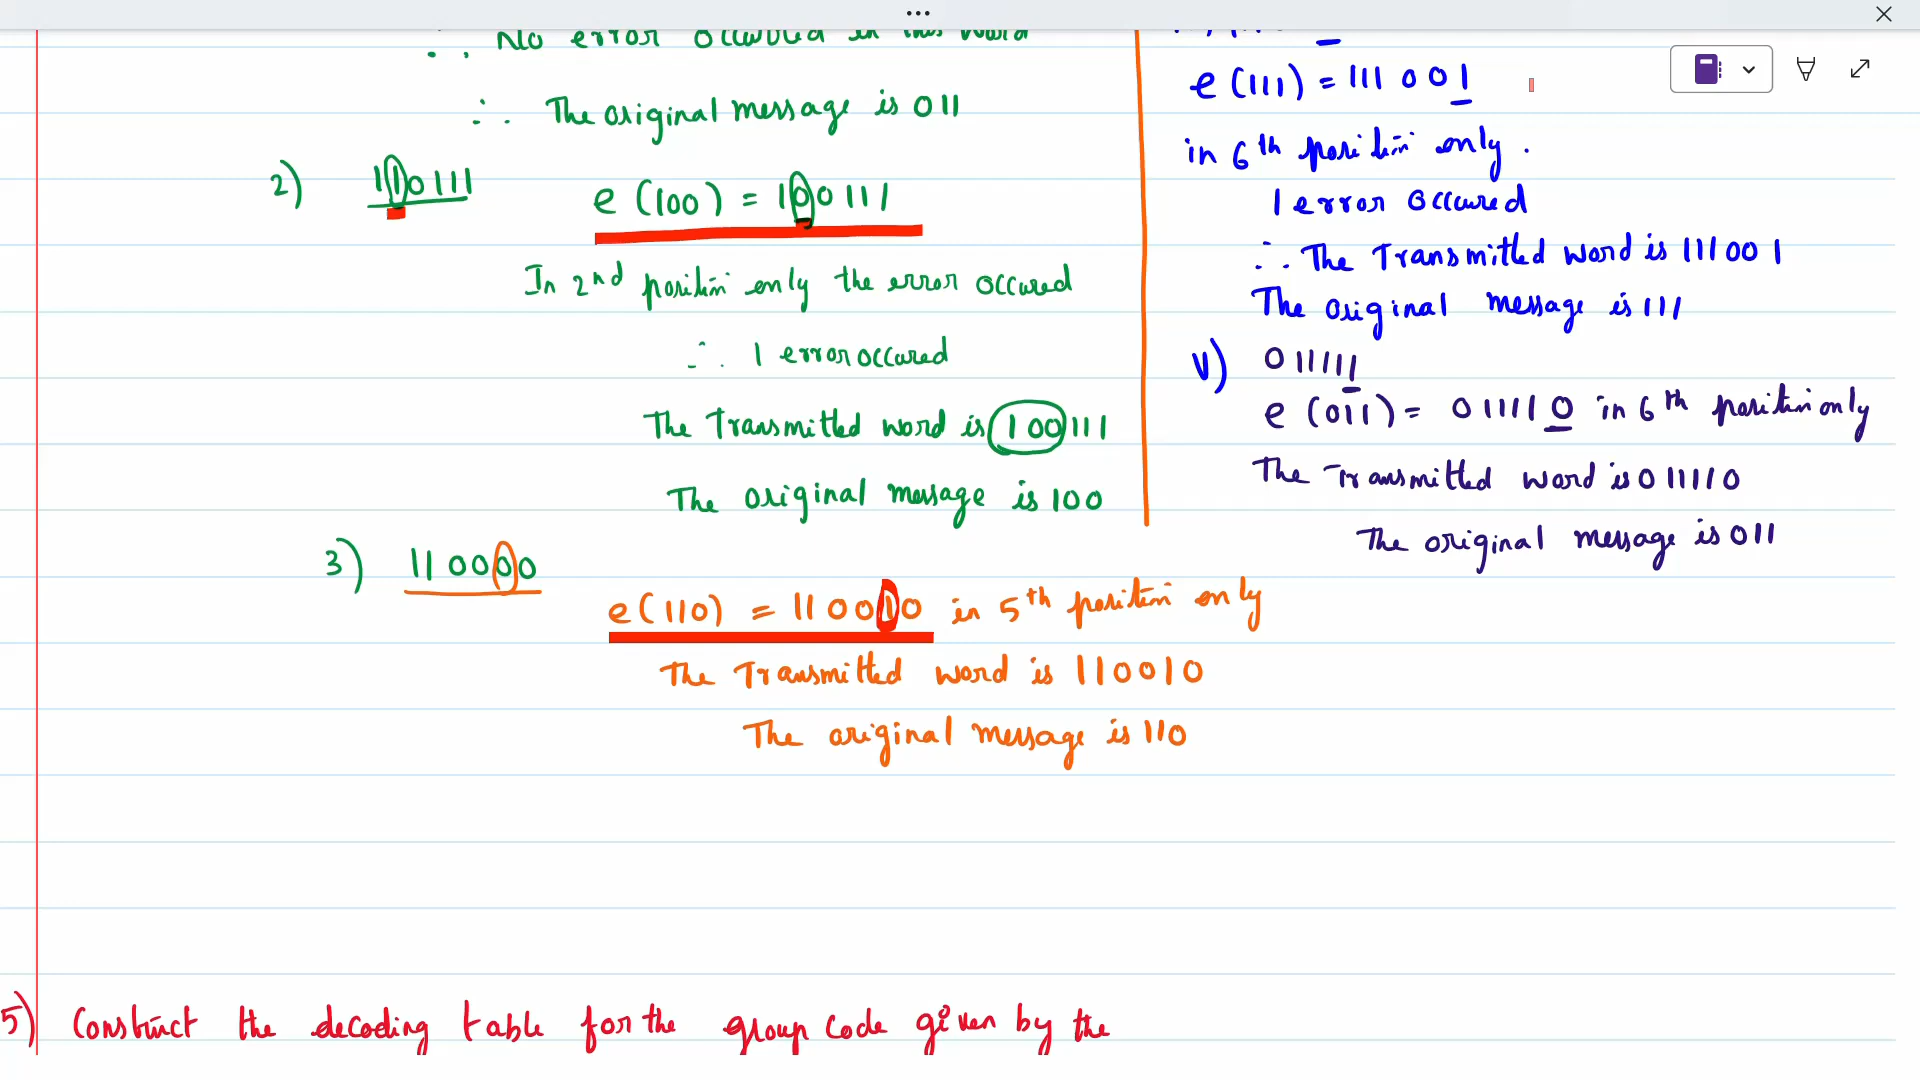 ∴ No error occured in this word
∴ The original message is 011
2) 110111 e (100) = 100111
In 2nd position only the error occured
∴ 1 error occured
The Transmitted word is 100111
The original message is 100
3) 110000
e(110) = 110010 in 5th position only
The Transmitted word is 110010
The original message is 110
e (111) = 111 001
in 6th position only.
1 error occured
∴ The Transmitted word is 111001
The original message is 111
V) 011111
e (011) = 011110 in 6th position only
The Transmitted word is 011110
The original message is 011
5) Construct the decoding table for the group code given by the